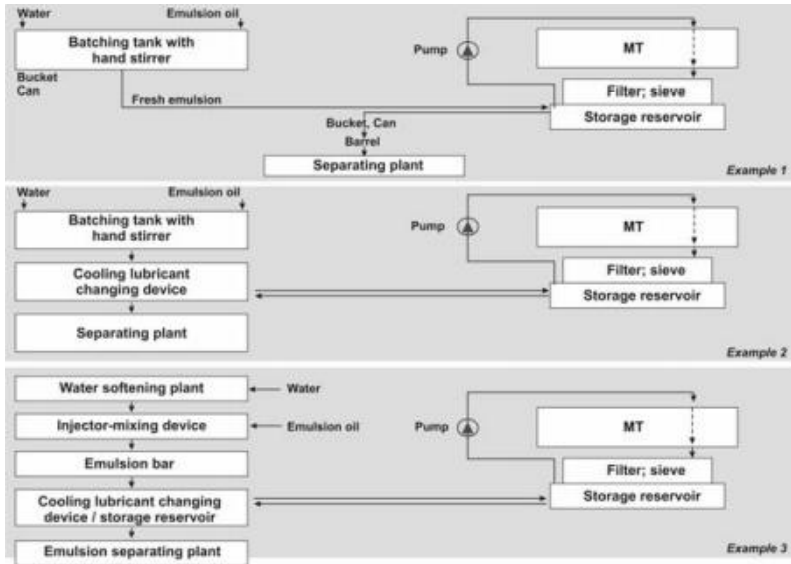 Water
Emulsion oil
Batching tank with
hand stirrer
Bucket
Can
Fresh emulsion
Pump
MT
Filter; sieve
Storage reservoir
Bucket, Can
Barrel
Separating plant
Example 1
Water
Emulsion oil
Batching tank with
hand stirrer
Cooling lubricant
changing device
Separating plant
Pump
MT
Filter; sieve
Storage reservoir
Example 2
Water softening plant
Water
Injector-mixing device
Emulsion oil
Emulsion bar
Cooling lubricant changing
device / storage reservoir
Emulsion separating plant
Pump
MT
Filter; sieve
Storage reservoir
Example 3